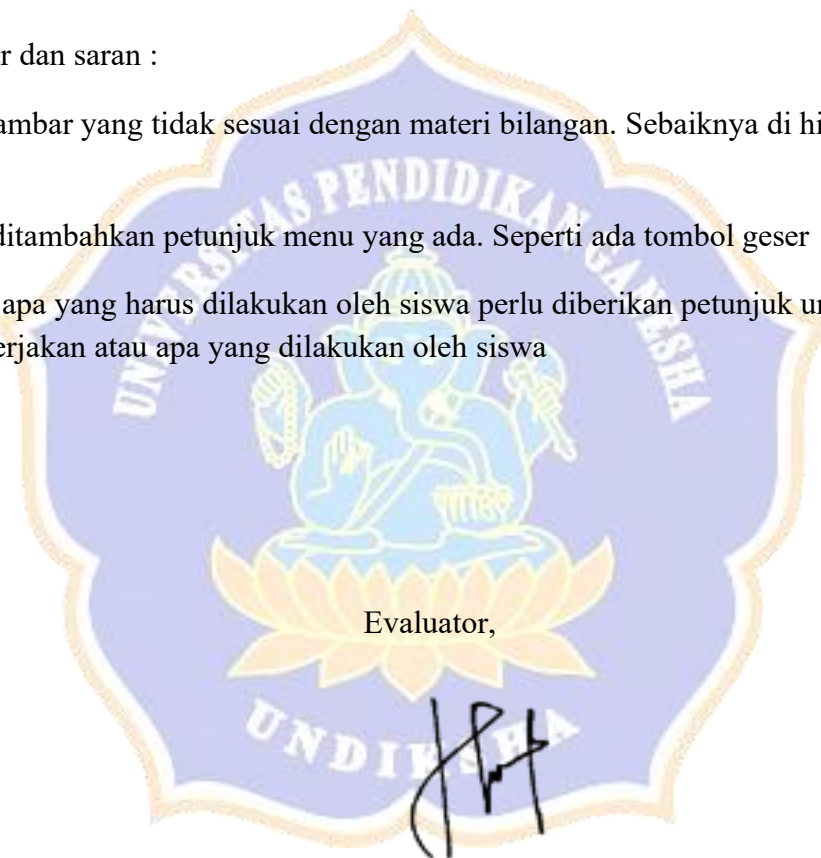 r dan saran :
ambar yang tidak sesuai dengan materi bilangan. Sebaiknya di hi
ditambahkan petunjuk menu yang ada. Seperti ada tombol geser
apa yang harus dilakukan oleh siswa perlu diberikan petunjuk un
erjakan atau apa yang dilakukan oleh siswa
UNIVERSITAS PENDIDIKAN GANESHA
Evaluator,
UNDIKSHA